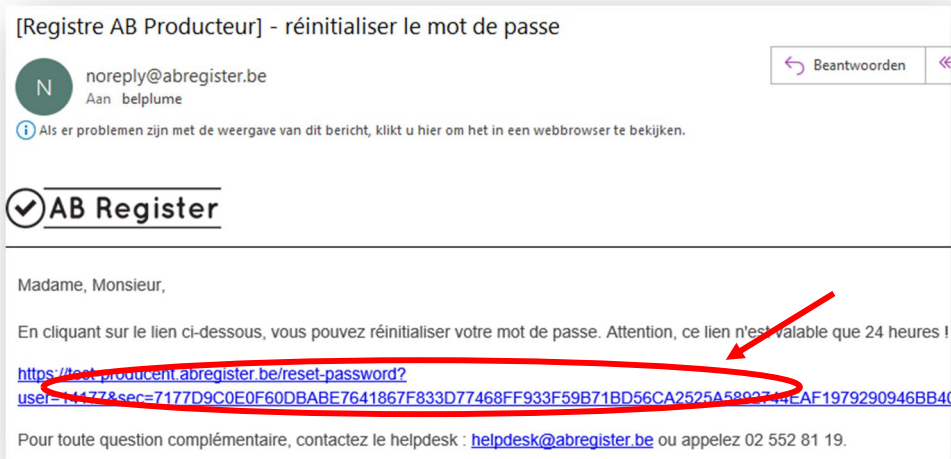 [Registre AB Producteur] - réinitialiser le mot de passe
Beantwoorden
N
noreply@abregister.be
Aan belplume
Als er problemen zijn met de weergave van dit bericht, klikt u hier om het in een webbrowser te bekijken.
AB Register
Madame, Monsieur,
En cliquant sur le lien ci-dessous, vous pouvez réinitialiser votre mot de passe. Attention, ce lien n'est valable que 24 heures !
https://test-producent.abregister.be/reset-password?
user=14177&sec=7177D9C0E0F60DBABE7641867F833D77468FF933F59B71BD56CA2525A5892744EAF1979290946BB40
Pour toute question complémentaire, contactez le helpdesk : helpdesk@abregister.be ou appelez 02 552 81 19.